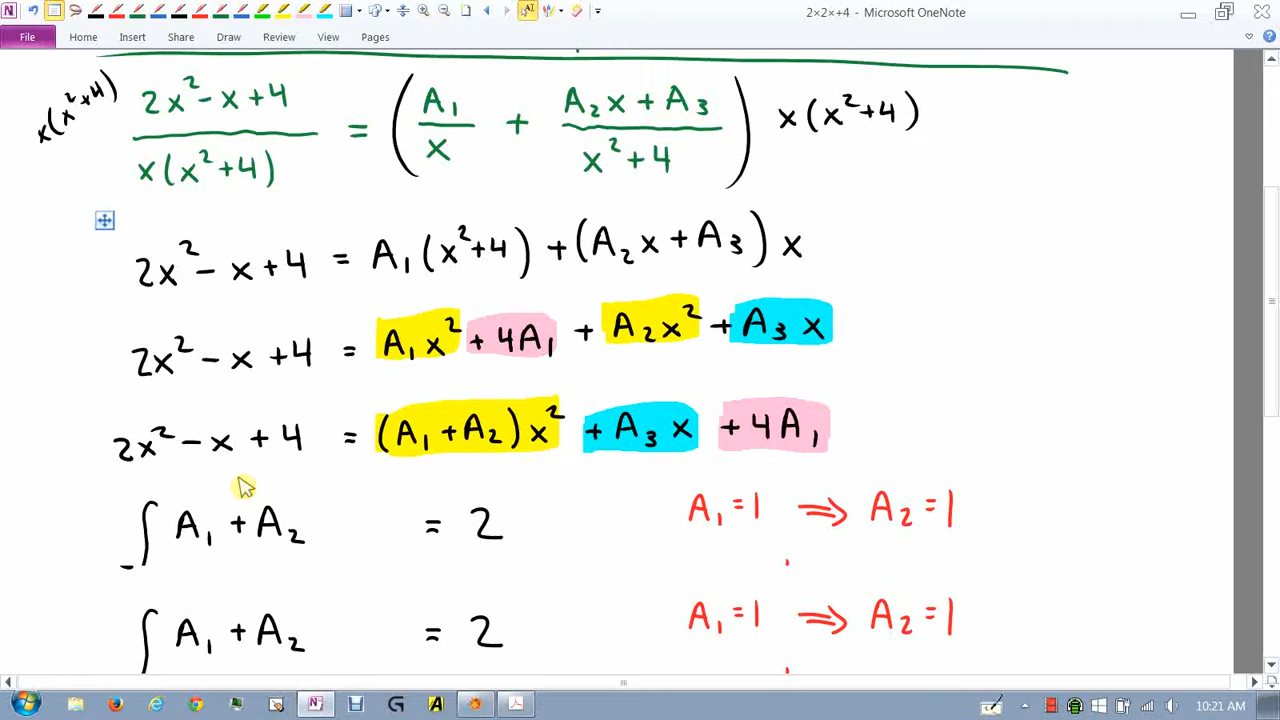 2x2x+4 - Microsoft OneNote
File Home Insert Share Draw Review View Pages
x(x²+4) (2x² - x + 4)/(x(x²+4)) = (A₁/x + (A₂x + A₃)/(x²+4)) x(x²+4)
2x² - x + 4 = A₁(x²+4) + (A₂x + A₃) x
2x² - x + 4 = A₁x² + 4A₁ + A₂x² + A₃x
2x² - x + 4 = (A₁ + A₂)x² + A₃x + 4A₁
∫ A₁ + A₂ = 2 A₁ = 1 ⇒ A₂ = 1
∫ A₁ + A₂ = 2 A₁ = 1 ⇒ A₂ = 1
10:21 AM